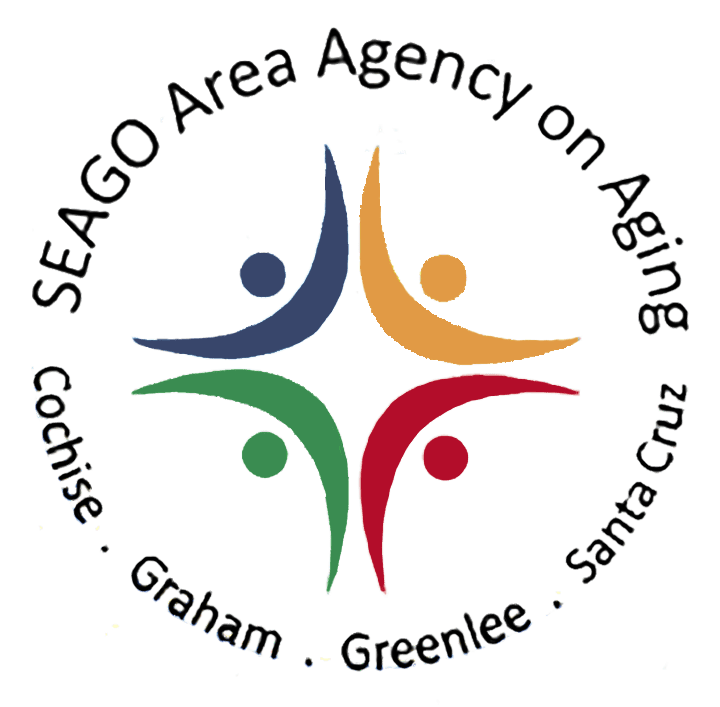 SEAGO Area Agency on Aging
Cochise . Graham . Greenlee . Santa Cruz